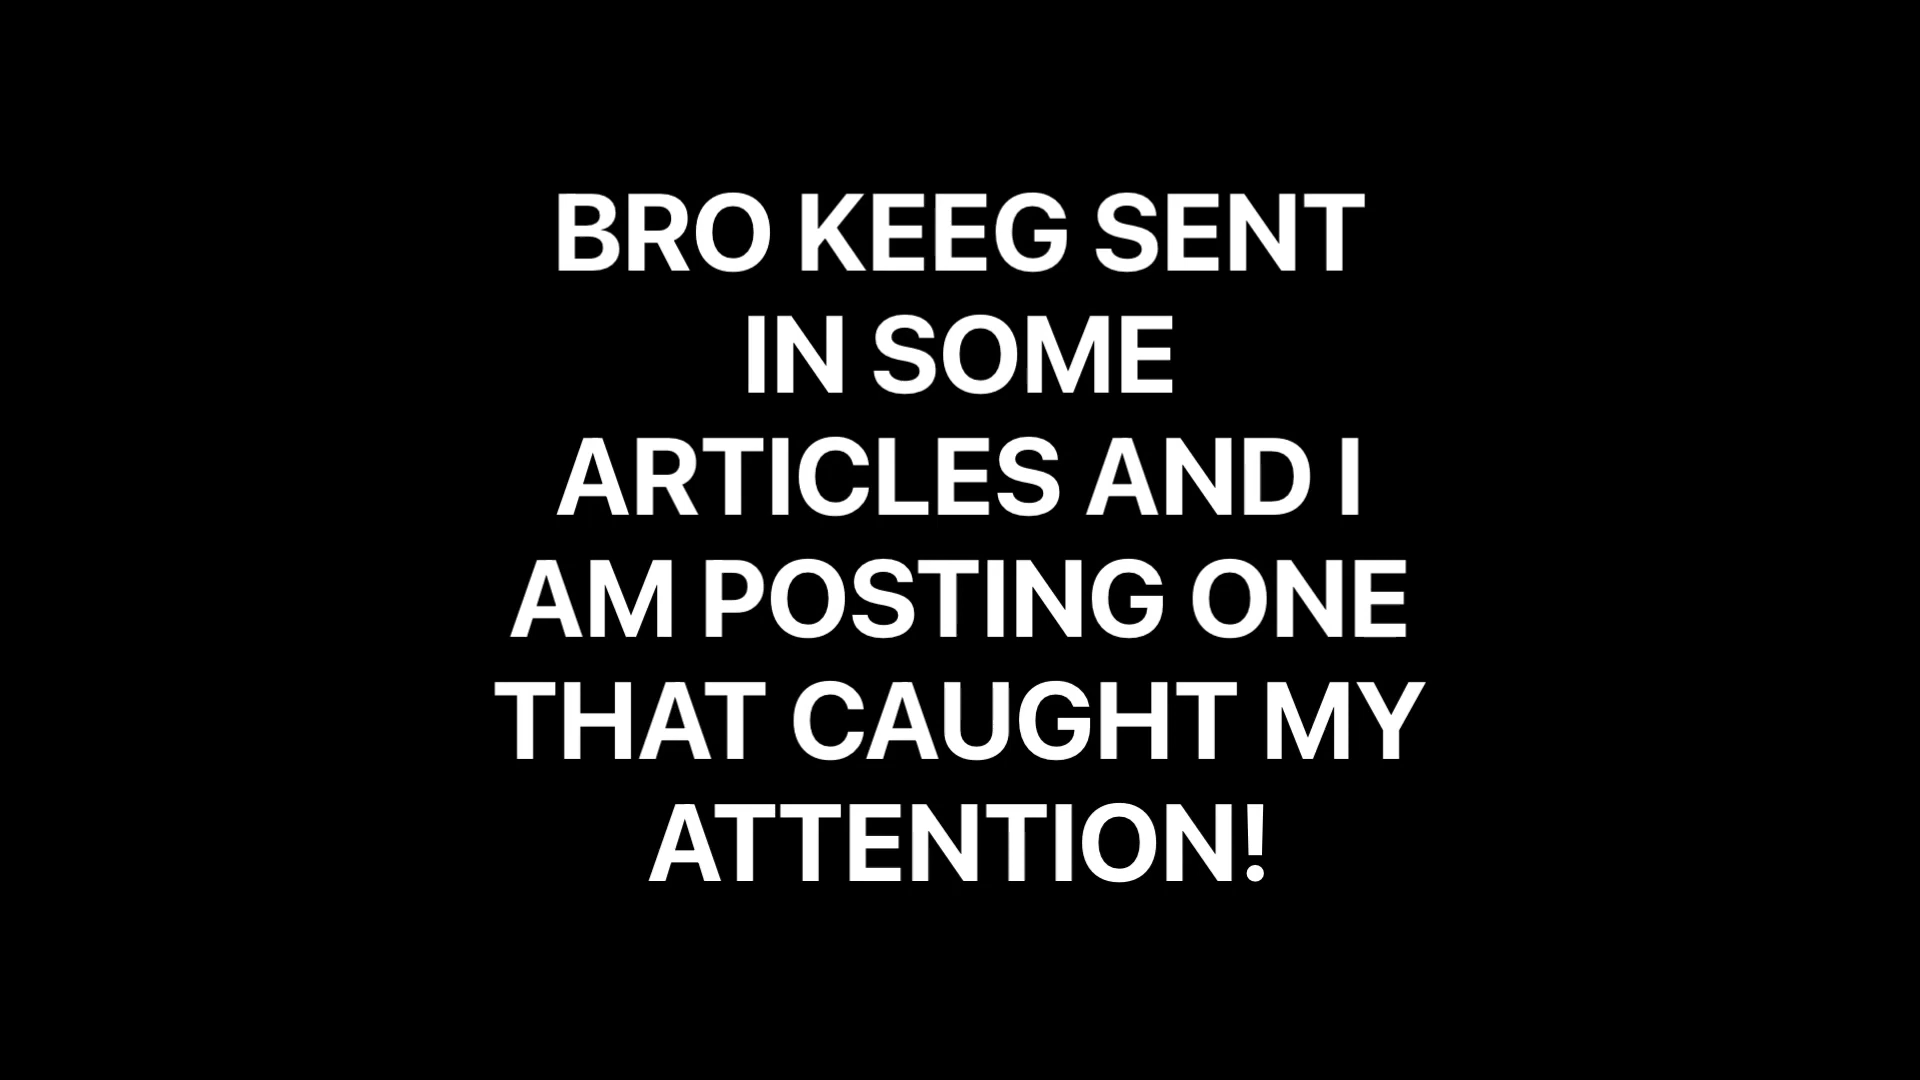 BRO KEEG SENT
IN SOME
ARTICLES AND I
AM POSTING ONE
THAT CAUGHT MY
ATTENTION!